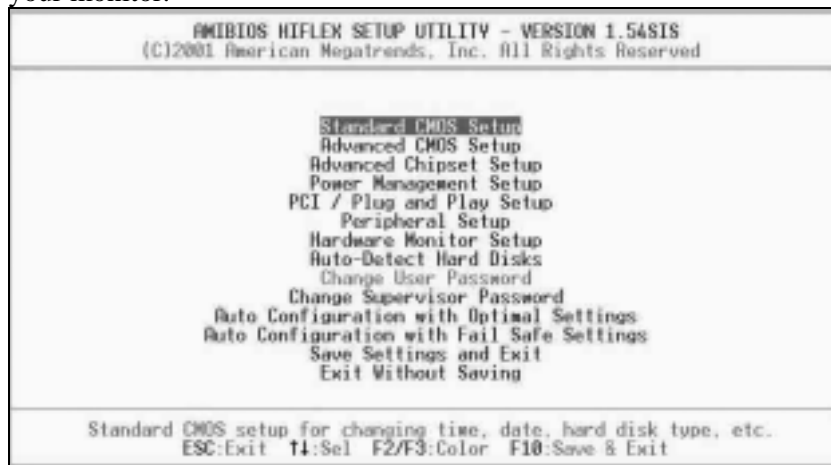 your monitor.
AMIBIOS HIFLEX SETUP UTILITY - VERSION 1.54SIS
(C)2001 American Megatrends, Inc. All Rights Reserved
Standard CMOS Setup
Advanced CMOS Setup
Advanced Chipset Setup
Power Management Setup
PCI / Plug and Play Setup
Peripheral Setup
Hardware Monitor Setup
Auto-Detect Hard Disks
Change User Password
Change Supervisor Password
Auto Configuration with Optimal Settings
Auto Configuration with Fail Safe Settings
Save Settings and Exit
Exit Without Saving
Standard CMOS setup for changing time, date, hard disk type, etc.
ESC:Exit ↑↓:Sel F2/F3:Color F10:Save & Exit